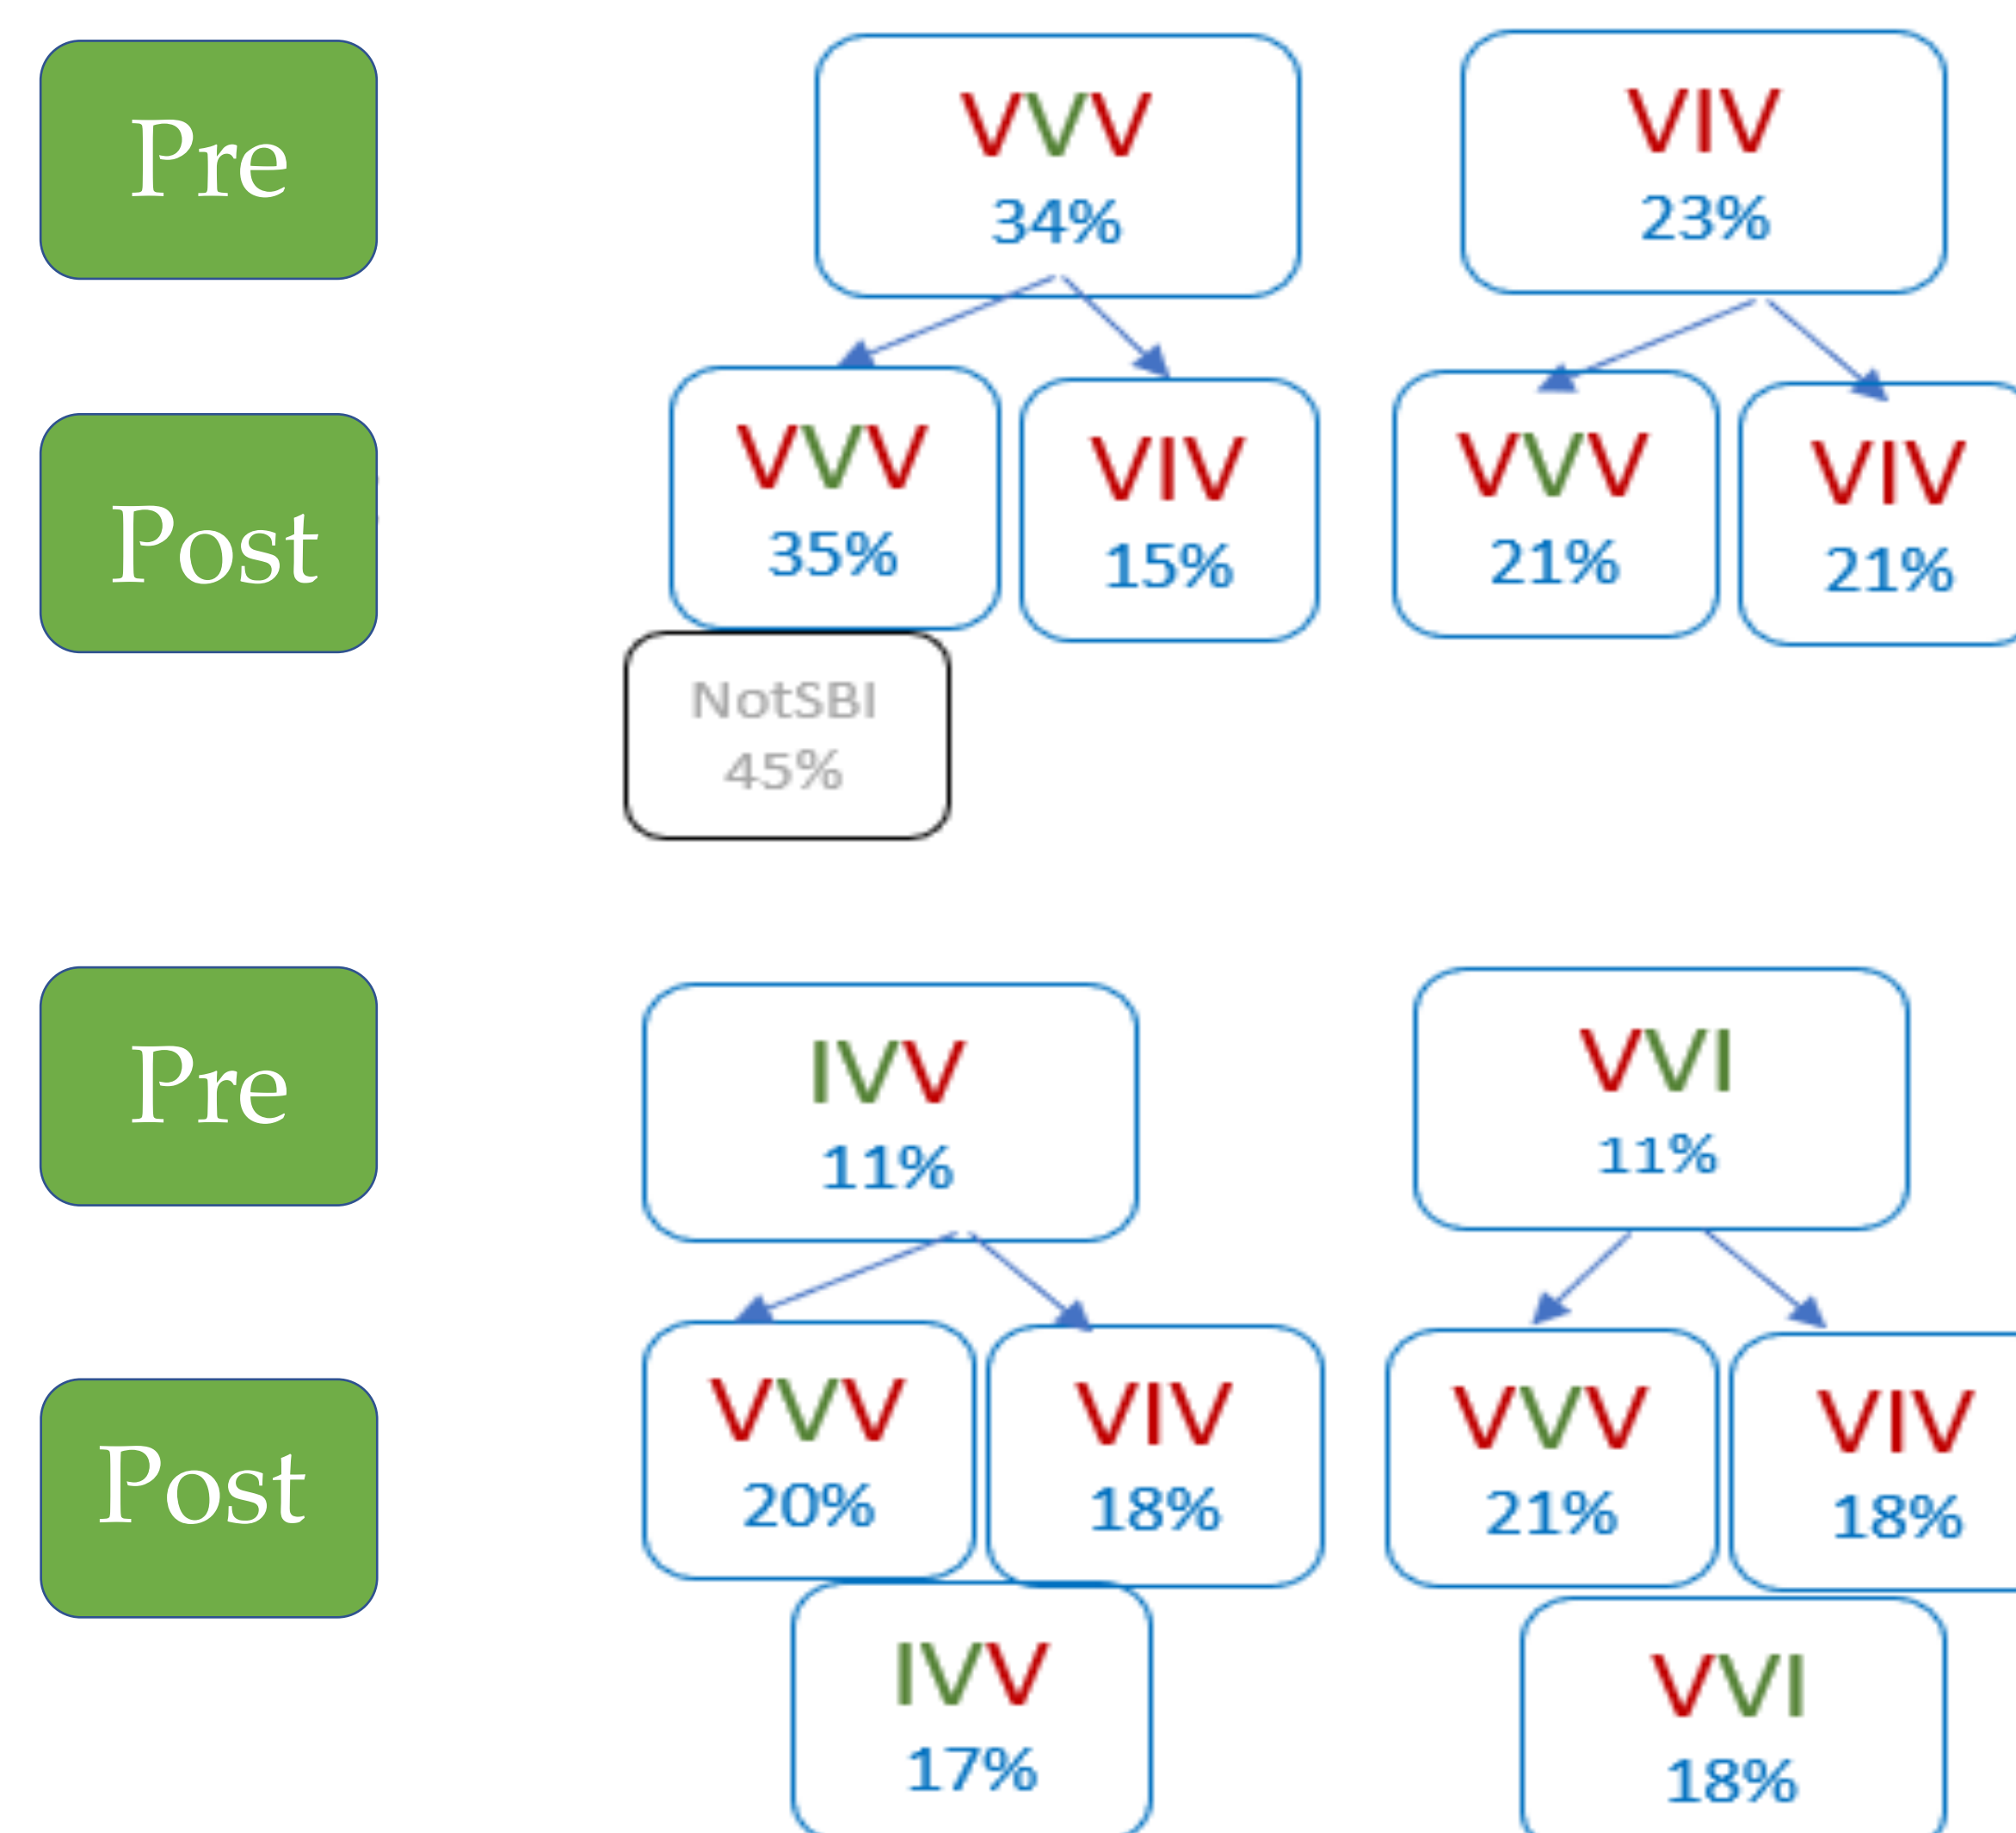 Pre
VVV
34%
VIV
23%
Post
VVV
35%
VIV
15%
VVV
21%
VIV
21%
NotSBI
45%
Pre
IVV
11%
VVI
11%
Post
VVV
20%
VIV
18%
VVV
21%
VIV
18%
IVV
17%
VVI
18%